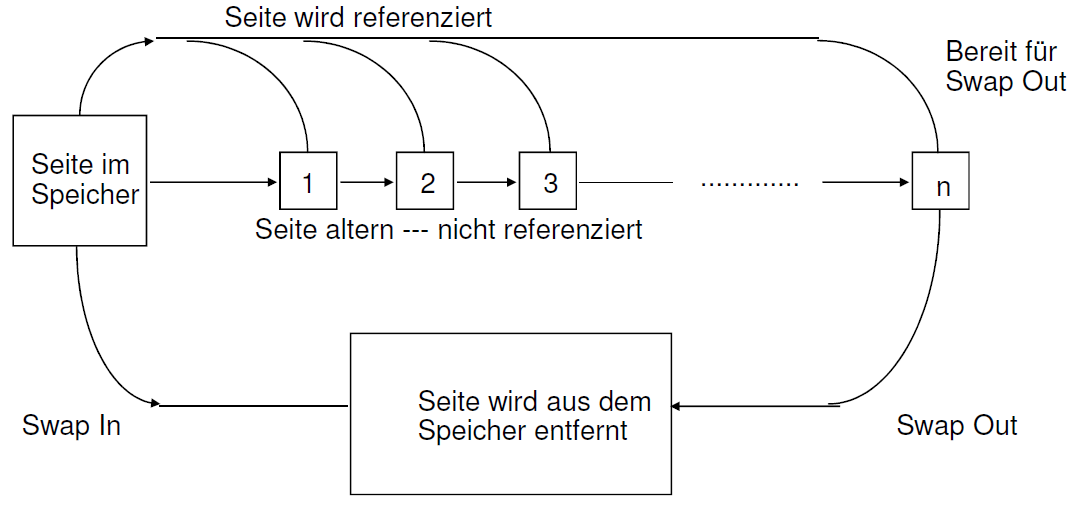 Seite wird referenziert
Bereit für
Swap Out
Seite im
Speicher
1
2
3
.............
n
Seite altern --- nicht referenziert
Seite wird aus dem
Speicher entfernt
Swap In
Swap Out